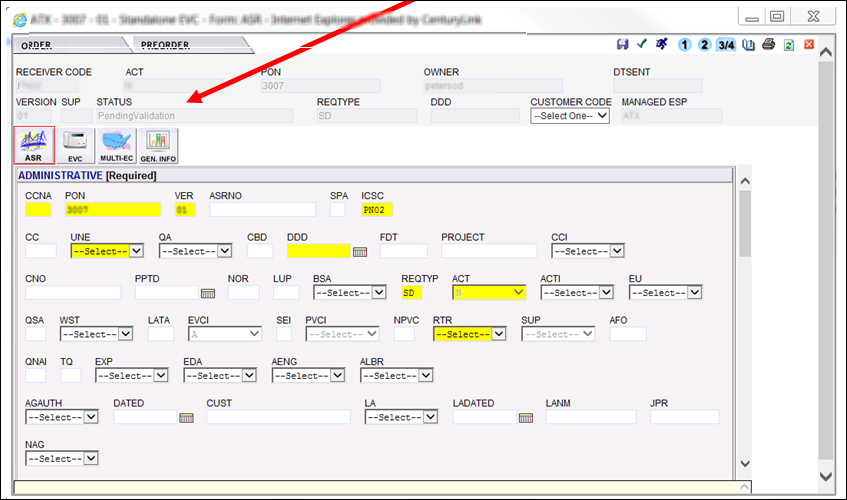 ATX - 3007 - 01 - Standalone EVC - Form: ASR - Internet Explorer provided by CenturyLink
ORDER PREORDER 1 2 3/4
RECEIVER CODE ACT PON OWNER DTSENT
N 3007 petersod
VERSION SUP STATUS REQTYPE DDD CUSTOMER CODE MANAGED ESP
01 PendingValidation SD --Select One-- ATX
ASR EVC MULTI-EC GEN. INFO
ADMINISTRATIVE [Required]
CCNA PON VER ASRNO SPA ICSC
3007 01 PN02
CC UNE QA CBD DDD FDT PROJECT CCI
--Select-- --Select-- --Select--
CNO PPTD NOR LUP BSA REQTYP ACT ACTI EU
--Select-- SD N --Select-- --Select--
QSA WST LATA EVCI SEI PVCI NPVC RTR SUP AFO
--Select-- A --Select-- --Select-- --Select--
QNAI TQ EXP EDA AENG ALBR
--Select-- --Select-- --Select-- --Select--
AGAUTH DATED CUST LA LADATED LANM JPR
--Select-- --Select--
NAG
--Select--